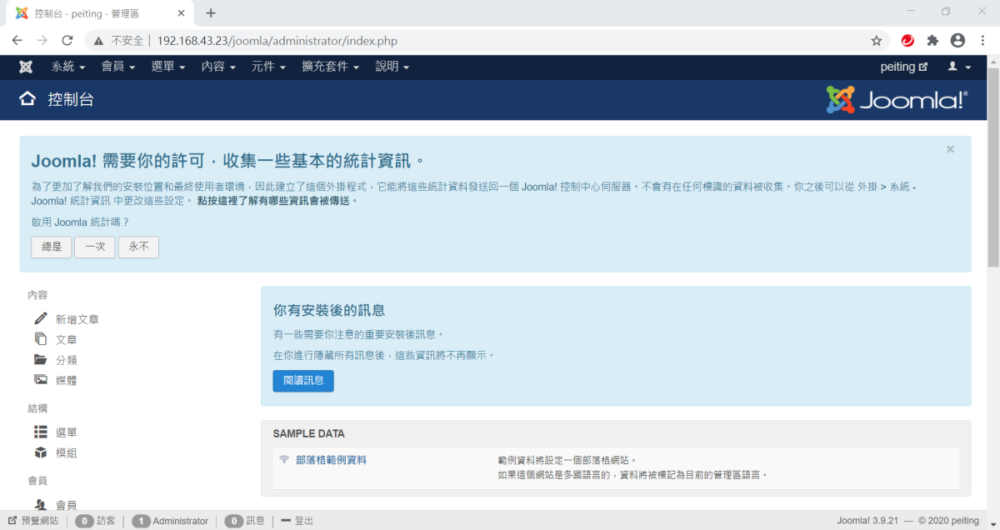 控制台 - peiting - 管理區
不安全 | 192.168.43.23/joomla/administrator/index.php
系統 會員 選單 內容 元件 擴充套件 說明 peiting
控制台 Joomla!®
Joomla! 需要你的許可，收集一些基本的統計資訊。
為了更加了解我們的安裝位置和最終使用者環境，因此建立了這個外掛程式，它能將這些統計資料發送回一個 Joomla! 控制中心伺服器。不會有在任何標識的資料被收集。你之後可以從 外掛 > 系統 -
Joomla! 統計資訊 中更改這些設定。 點按這裡了解有哪些資訊會被傳送。
啟用 Joomla 統計嗎？
總是 一次 永不
內容
新增文章
文章
分類
媒體
結構
選單
模組
會員
會員
你有安裝後的訊息
有一些需要你注意的重要安裝後訊息。
在你進行隱藏所有訊息後，這些資訊將不再顯示。
閱讀訊息
SAMPLE DATA
部落格範例資料
範例資料將設定一個部落格網站。
如果這個網站是多國語言的，資料將被標記為目前的管理區語言。
預覽網站 | 0 訪客 | 1 Administrator | 0 訊息 | 登出 Joomla! 3.9.21 — © 2020 peiting